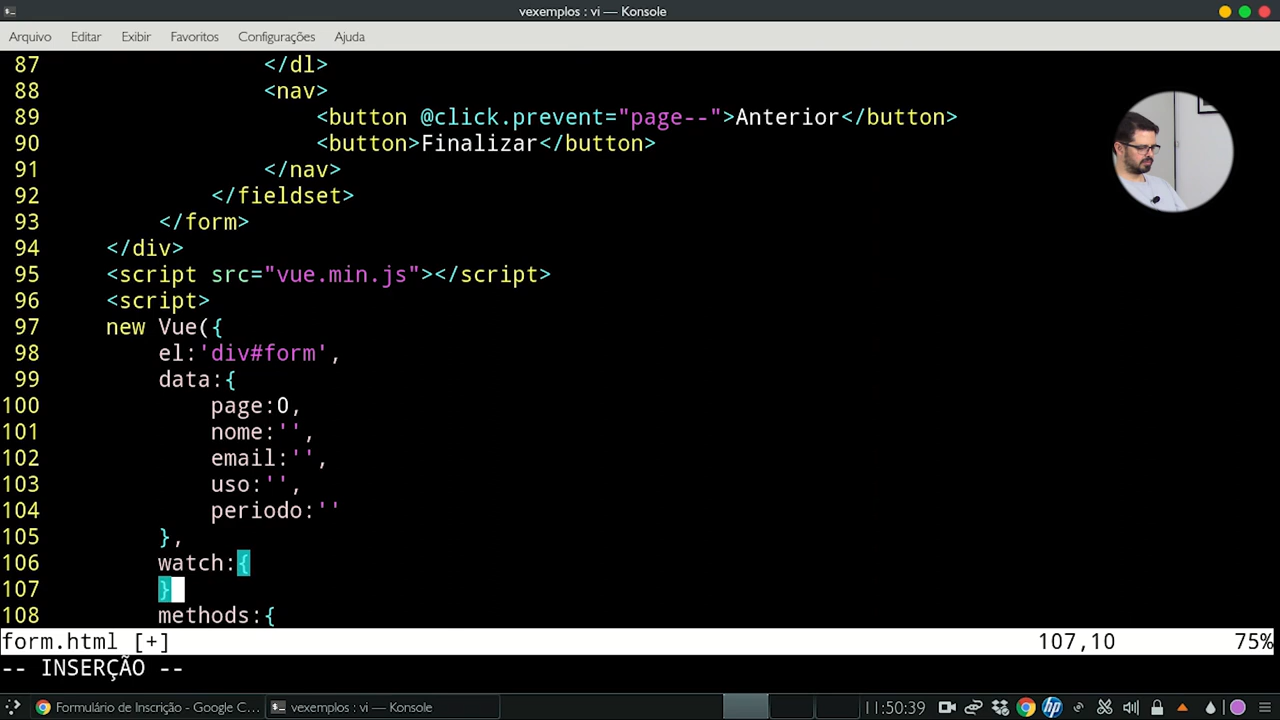 vexemplos : vi — Konsole
Arquivo Editar Exibir Favoritos Configurações Ajuda
87 </dl>
88 <nav>
89 <button @click.prevent="page--">Anterior</button>
90 <button>Finalizar</button>
91 </nav>
92 </fieldset>
93 </form>
94 </div>
95 <script src="vue.min.js"></script>
96 <script>
97 new Vue({
98 el:'div#form',
99 data:{
100 page:0,
101 nome:'',
102 email:'',
103 uso:'',
104 periodo:''
105 },
106 watch:{
107 }
108 methods:{
form.html [+] 107,10 75%
-- INSERÇÃO --
Formulário de Inscrição - Google C... vexemplos : vi — Konsole 11:50:39